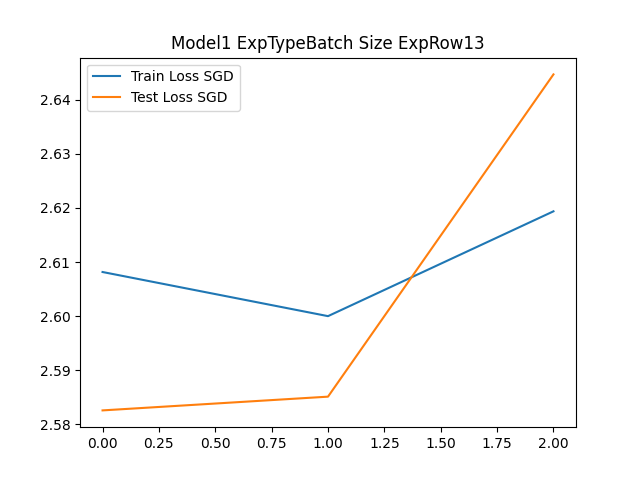 Model1 ExpTypeBatch Size ExpRow13
Train Loss SGD
Test Loss SGD
2.64
2.63
2.62
2.61
2.60
2.59
2.58
0.00 0.25 0.50 0.75 1.00 1.25 1.50 1.75 2.00